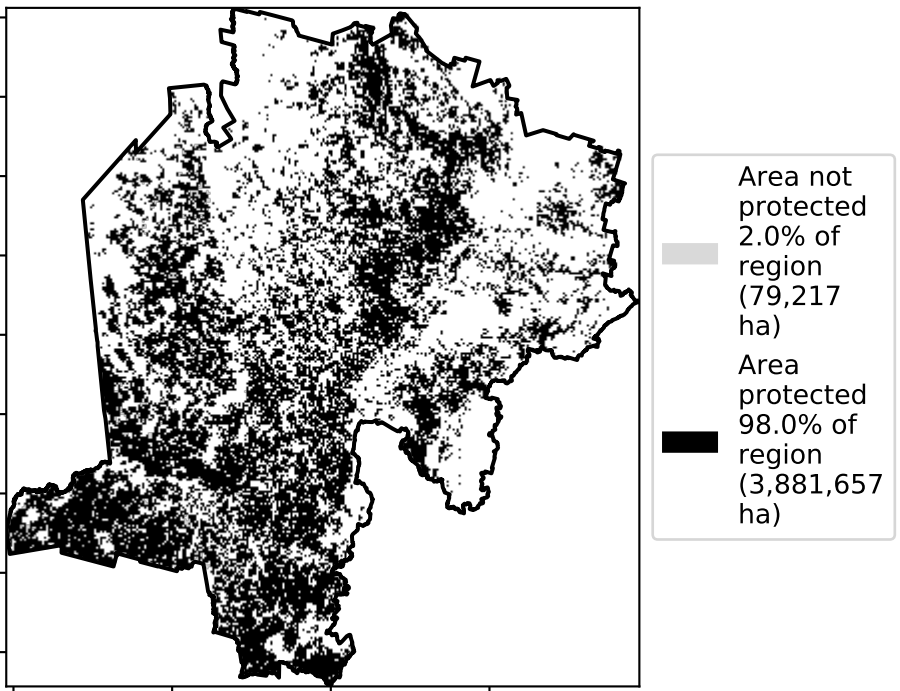 Area not
protected
2.0% of
region
(79,217
ha)
Area
protected
98.0% of
region
(3,881,657
ha)